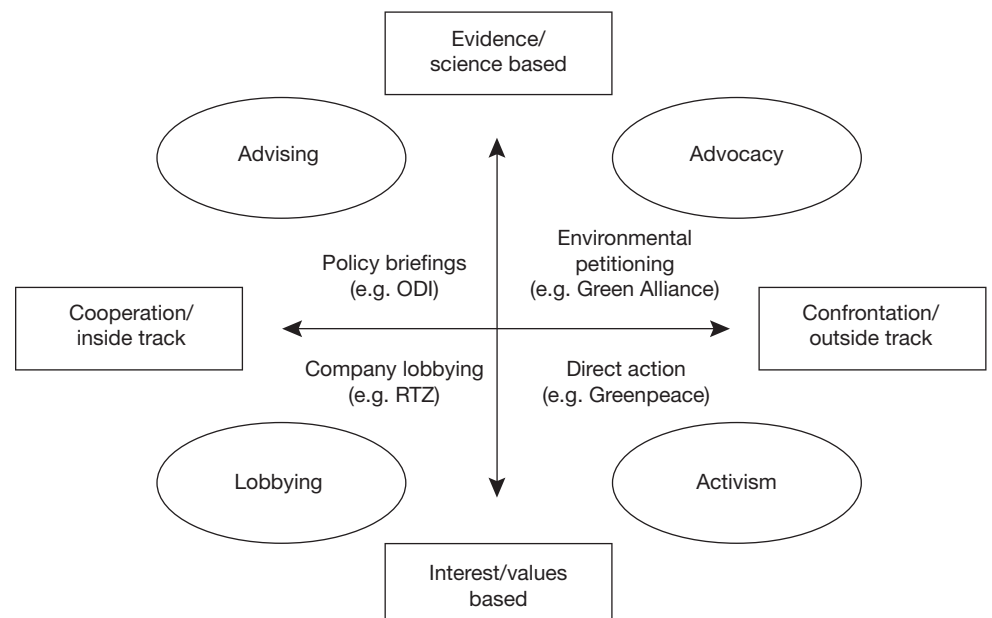 Evidence/
science based
Advising
Advocacy
Policy briefings
(e.g. ODI)
Environmental
petitioning
(e.g. Green Alliance)
Cooperation/
inside track
Confrontation/
outside track
Company lobbying
(e.g. RTZ)
Direct action
(e.g. Greenpeace)
Lobbying
Activism
Interest/values
based